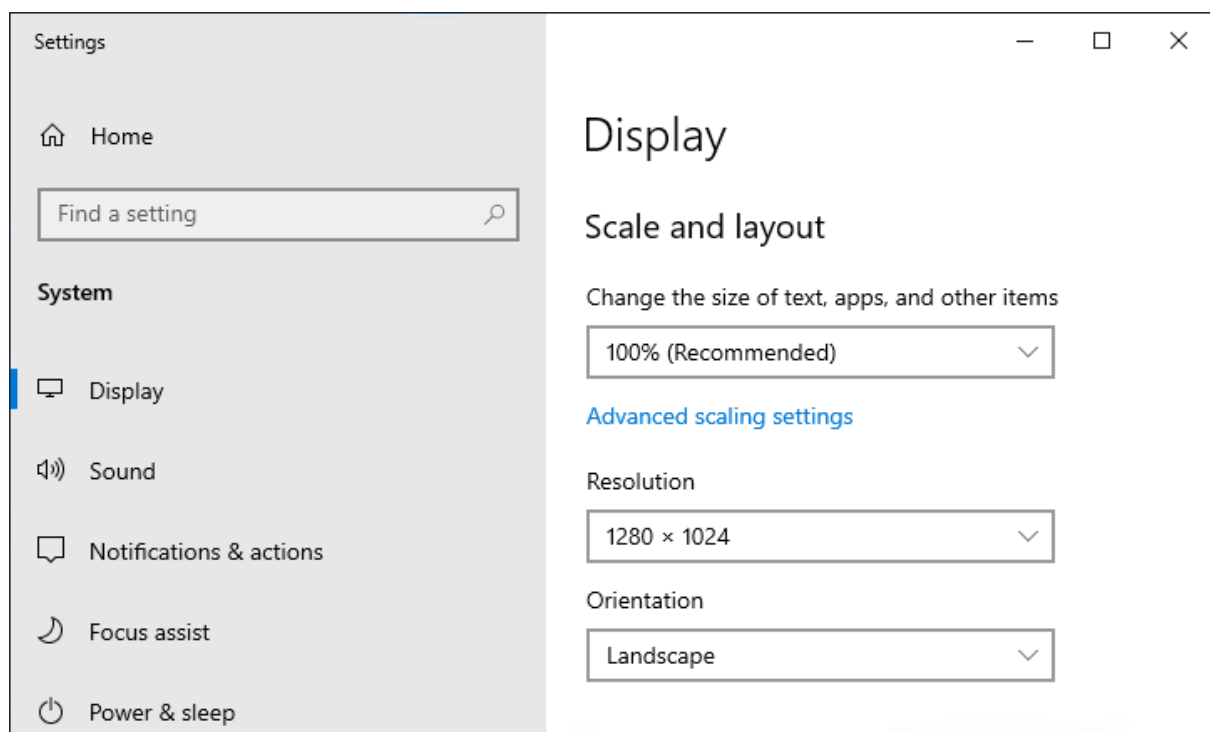 Settings
Home
Find a setting
System
Display
Sound
Notifications & actions
Focus assist
Power & sleep
Display
Scale and layout
Change the size of text, apps, and other items
100% (Recommended)
Advanced scaling settings
Resolution
1280 × 1024
Orientation
Landscape